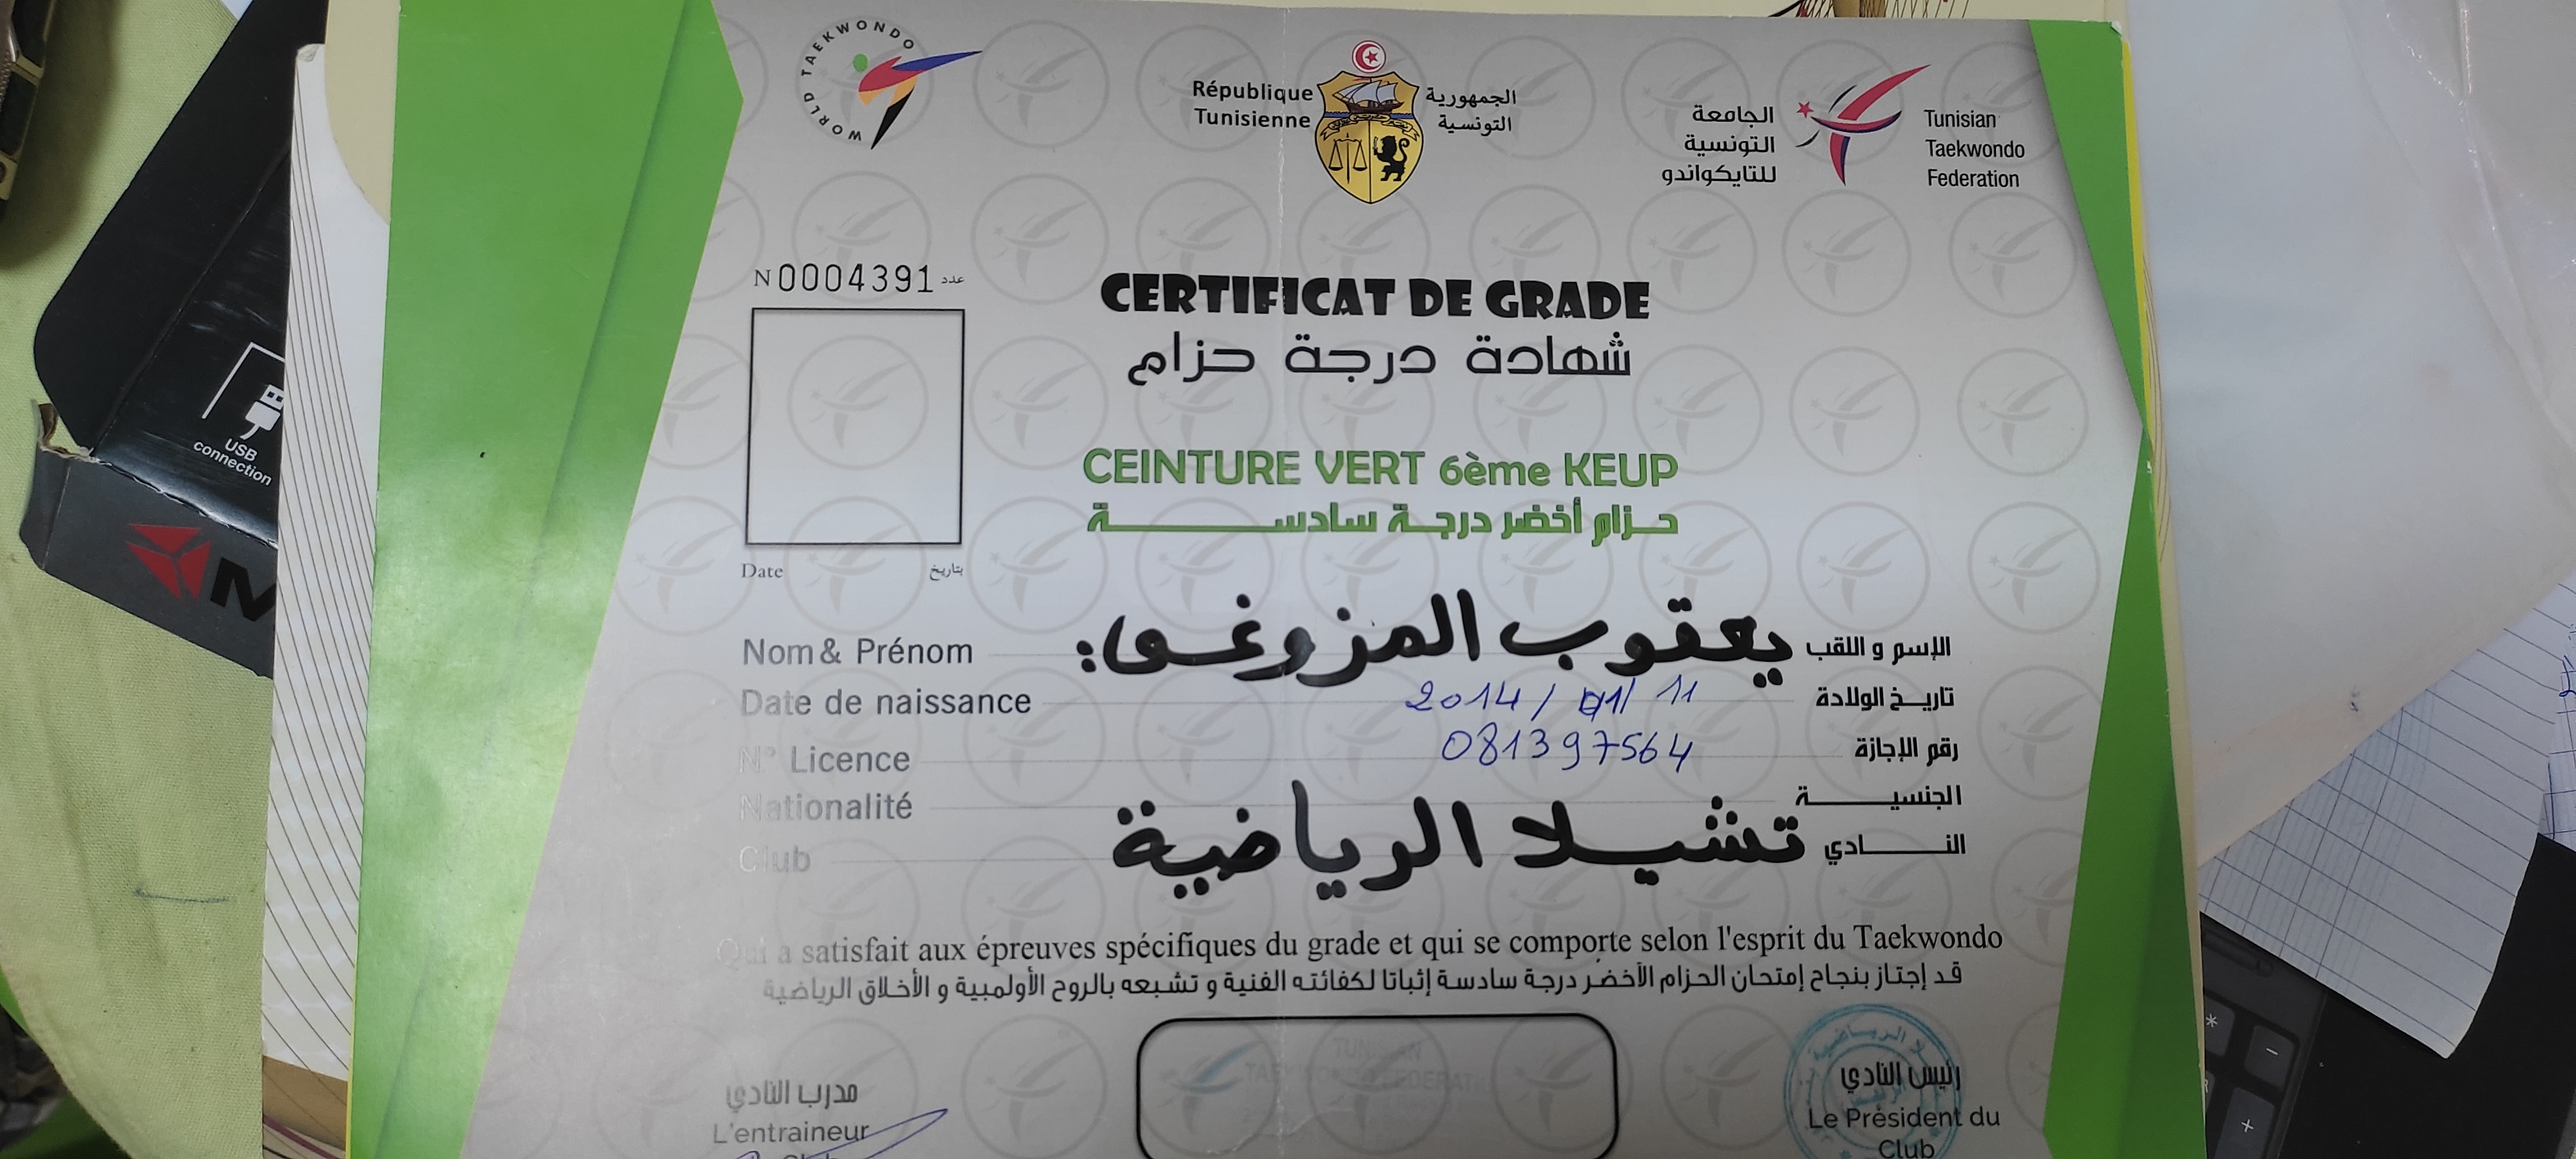 WORLD TAEKWONDO
République
Tunisienne
الجمهورية
التونسية
الجامعة
التونسية
للتايكواندو
Tunisian
Taekwondo
Federation
N 0004391 عدد
CERTIFICAT DE GRADE
شهادة درجة حزام
CEINTURE VERT 6ème KEUP
حزام أخضر درجة سادسة
Date بتاريخ
Nom & Prénom يعقوب المزوغي: الإسم و اللقب
Date de naissance 2014 / 01 / 11 تاريخ الولادة
N° Licence 081397564 رقم الإجازة
Nationalité الجنسية
Club تشيلا الرياضية النادي
Qui a satisfait aux épreuves spécifiques du grade et qui se comporte selon l'esprit du Taekwondo
قد إجتاز بنجاح إمتحان الحزام الأخضر درجة سادسة إثباتا لكفائته الفنية و تشبعه بالروح الأولمبية و الأخلاق الرياضية
مدرب النادي
L'entraineur
رئيس النادي
Le Président du
Club
TUNISIAN
TAEKWONDO FEDERATION
USB
connection